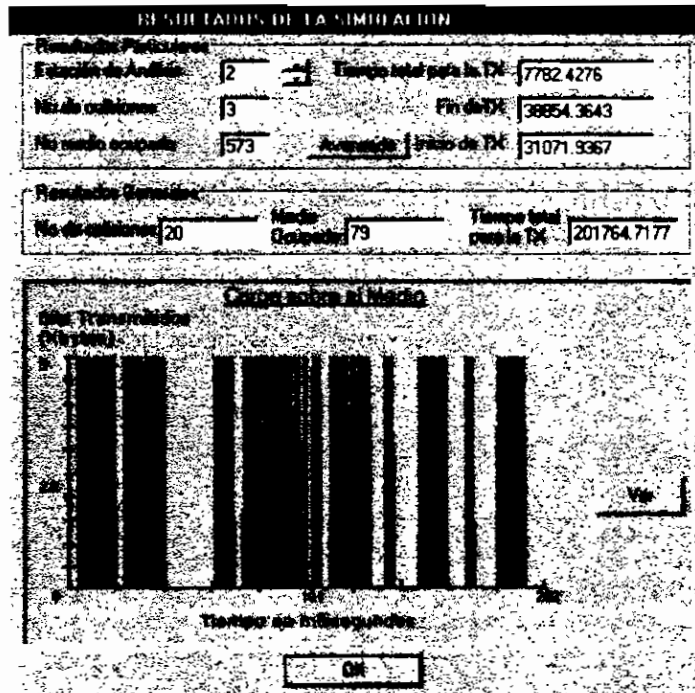 RESULTADOS DE LA SIMULACION
Resultados Particulares
Estación de Análisis 2 Tiempo total para la TX 7782.4276
No de colisiones 3 Fin de TX 38854.3643
No medio ocupado 573 Avanzado Inicio de TX 31071.9367
Resultados Generales
No de colisiones 20 Medio Ocupado 79 Tiempo total para la TX 201764.7177
Carga sobre el Medio
Transmitidos
0
Ver
Tiempo en milisegundos
OK